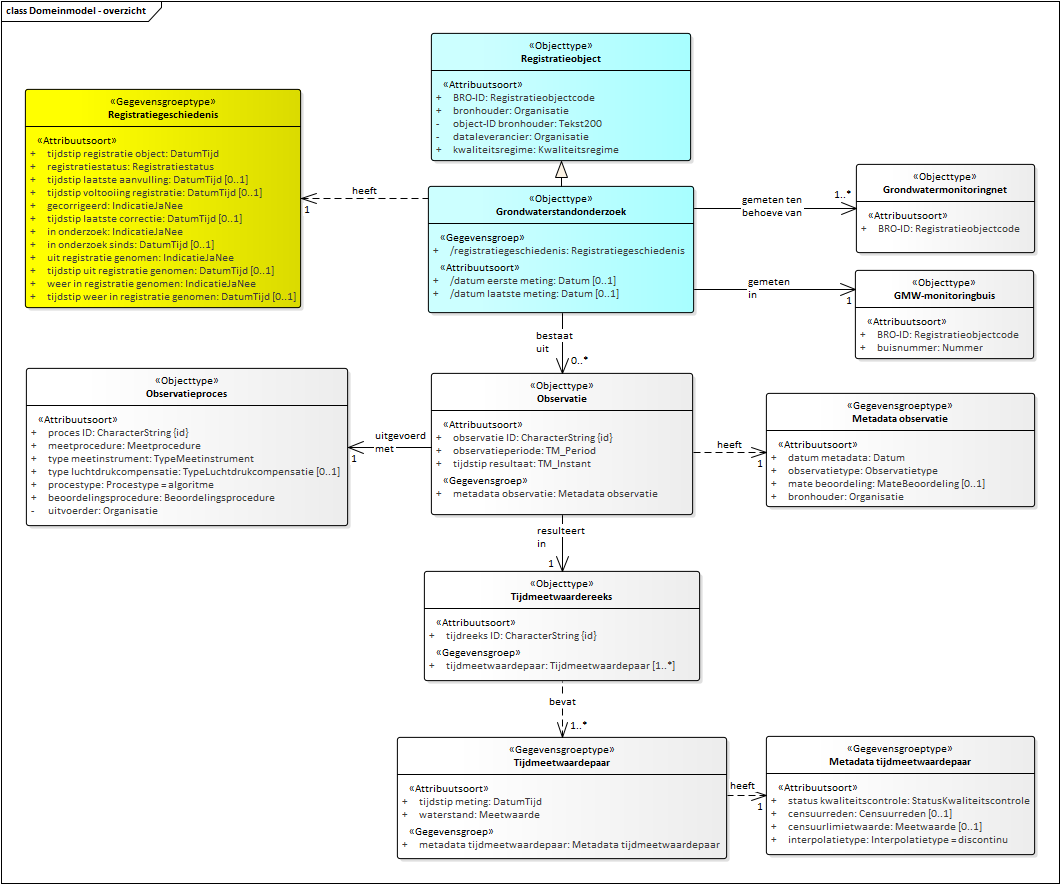 class Domeinmodel - overzicht
«Objecttype»
Registratieobject
«Attribuutsoort»
+ BRO-ID: Registratieobjectcode
+ bronhouder: Organisatie
- object-ID bronhouder: Tekst200
- dataleverancier: Organisatie
+ kwaliteitsregime: Kwaliteitsregime
«Gegevensgroeptype»
Registratiegeschiedenis
«Attribuutsoort»
+ tijdstip registratie object: DatumTijd
+ registratiestatus: Registratiestatus
+ tijdstip laatste aanvulling: DatumTijd [0..1]
+ tijdstip voltooiing registratie: DatumTijd [0..1]
+ gecorrigeerd: IndicatieJaNee
+ tijdstip laatste correctie: DatumTijd [0..1]
+ in onderzoek: IndicatieJaNee
+ in onderzoek sinds: DatumTijd [0..1]
+ uit registratie genomen: IndicatieJaNee
+ tijdstip uit registratie genomen: DatumTijd [0..1]
+ weer in registratie genomen: IndicatieJaNee
+ tijdstip weer in registratie genomen: DatumTijd [0..1]
heeft
1
«Objecttype»
Grondwaterstandonderzoek
«Gegevensgroep»
+ /registratiegeschiedenis: Registratiegeschiedenis
«Attribuutsoort»
+ /datum eerste meting: Datum [0..1]
+ /datum laatste meting: Datum [0..1]
gemeten ten
behoeve van
1..*
«Objecttype»
Grondwatermonitoringnet
«Attribuutsoort»
+ BRO-ID: Registratieobjectcode
gemeten
in
1
«Objecttype»
GMW-monitoringbuis
«Attribuutsoort»
+ BRO-ID: Registratieobjectcode
+ buisnummer: Nummer
bestaat
uit
0..*
«Objecttype»
Observatieproces
«Attribuutsoort»
+ proces ID: CharacterString {id}
+ meetprocedure: Meetprocedure
+ type meetinstrument: TypeMeetinstrument
+ type luchtdrukcompensatie: TypeLuchtdrukcompensatie [0..1]
+ procestype: Procestype = algoritme
+ beoordelingsprocedure: Beoordelingsprocedure
- uitvoerder: Organisatie
uitgevoerd
met
1
«Objecttype»
Observatie
«Attribuutsoort»
+ observatie ID: CharacterString {id}
+ observatieperiode: TM_Period
+ tijdstip resultaat: TM_Instant
«Gegevensgroep»
+ metadata observatie: Metadata observatie
heeft
1
«Gegevensgroeptype»
Metadata observatie
«Attribuutsoort»
+ datum metadata: Datum
+ observatietype: Observatietype
+ mate beoordeling: MateBeoordeling [0..1]
+ bronhouder: Organisatie
resulteert
in
1
«Objecttype»
Tijdmeetwaardereeks
«Attribuutsoort»
+ tijdreeks ID: CharacterString {id}
«Gegevensgroep»
+ tijdmeetwaardepaar: Tijdmeetwaardepaar [1..*]
bevat
1..*
«Gegevensgroeptype»
Tijdmeetwaardepaar
«Attribuutsoort»
+ tijdstip meting: DatumTijd
+ waterstand: Meetwaarde
«Gegevensgroep»
+ metadata tijdmeetwaardepaar: Metadata tijdmeetwaardepaar
heeft
1
«Gegevensgroeptype»
Metadata tijdmeetwaardepaar
«Attribuutsoort»
+ status kwaliteitscontrole: StatusKwaliteitscontrole
+ censuurreden: Censuurreden [0..1]
+ censuurlimietwaarde: Meetwaarde [0..1]
+ interpolatietype: Interpolatietype = discontinu